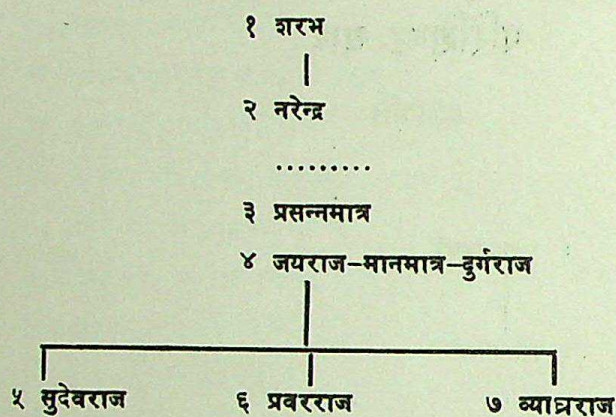 १ शरभ
२ नरेन्द्र
.........
३ प्रसन्नमात्र
४ जयराज-मानमात्र-दुर्गराज
५ सुदेवराज ६ प्रवरराज ७ व्याघ्रराज